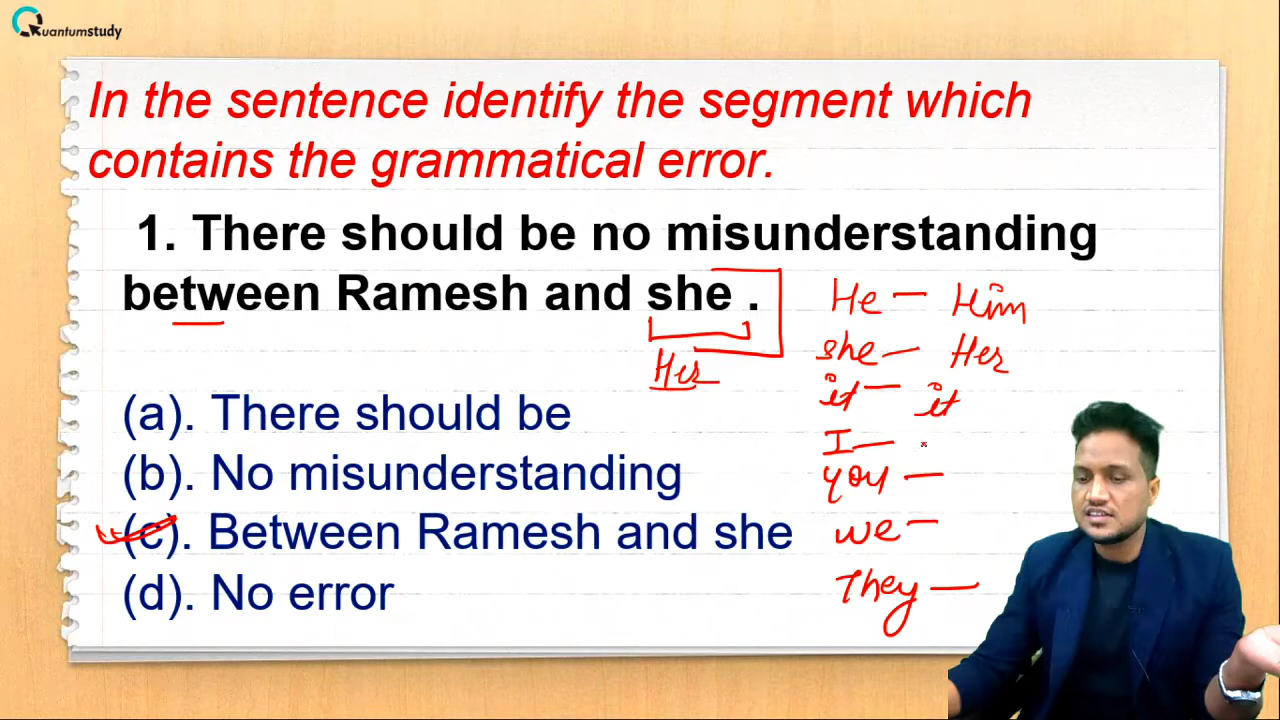 Quantumstudy
In the sentence identify the segment which
contains the grammatical error.
1. There should be no misunderstanding
between Ramesh and she .
Her
He — Him
she — Her
it — it
I —
you —
we —
They —
(a). There should be
(b). No misunderstanding
(c). Between Ramesh and she
(d). No error